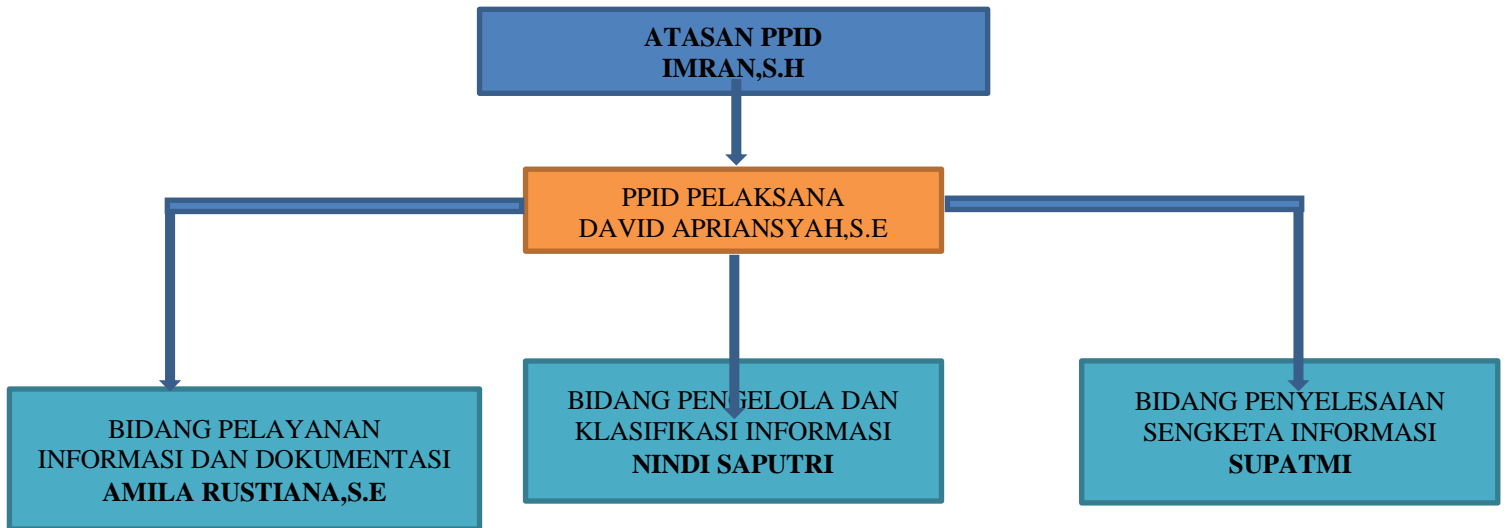 ATASAN PPID
IMRAN,S.H
PPID PELAKSANA
DAVID APRIANSYAH,S.E
BIDANG PELAYANAN
INFORMASI DAN DOKUMENTASI
AMILA RUSTIANA,S.E
BIDANG PENGELOLA DAN
KLASIFIKASI INFORMASI
NINDI SAPUTRI
BIDANG PENYELESAIAN
SENGKETA INFORMASI
SUPATMI